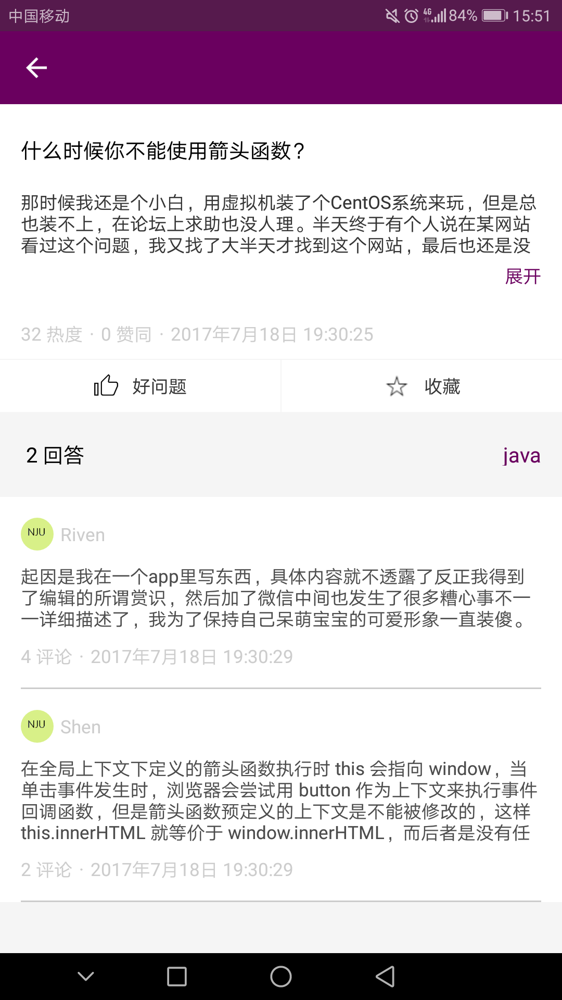 中国移动 4G 84% 15:51
什么时候你不能使用箭头函数？
那时候我还是个小白，用虚拟机装了个CentOS系统来玩，但是总
也装不上，在论坛上求助也没人理。半天终于有个人说在某网站
看过这个问题，我又找了大半天才找到这个网站，最后也还是没
展开
32 热度 · 0 赞同 · 2017年7月18日 19:30:25
好问题 收藏
2 回答 java
NJU Riven
起因是我在一个app里写东西，具体内容就不透露了反正我得到
了编辑的所谓赏识，然后加了微信中间也发生了很多糟心事不一
一详细描述了，我为了保持自己呆萌宝宝的可爱形象一直装傻。
4 评论 · 2017年7月18日 19:30:29
NJU Shen
在全局上下文下定义的箭头函数执行时 this 会指向 window，当
单击事件发生时，浏览器会尝试用 button 作为上下文来执行事件
回调函数，但是箭头函数预定义的上下文是不能被修改的，这样
this.innerHTML 就等价于 window.innerHTML，而后者是没有任
2 评论 · 2017年7月18日 19:30:29